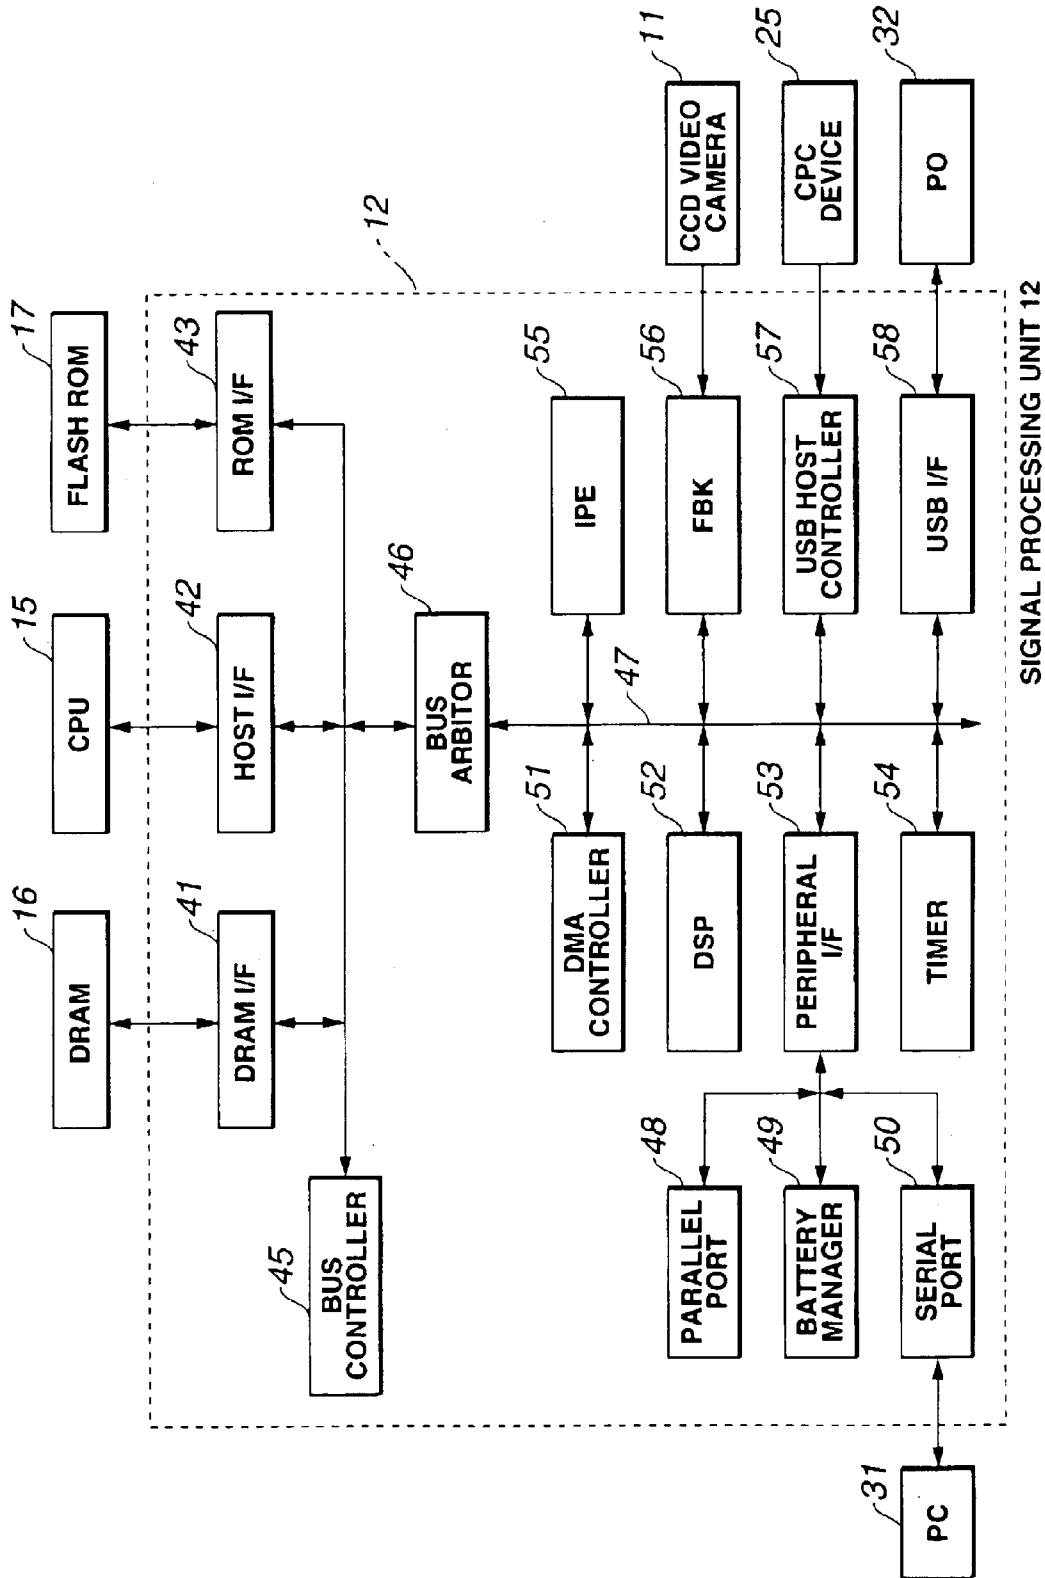 16
DRAM
15
CPU
17
FLASH ROM
12
41
DRAM I/F
42
HOST I/F
43
ROM I/F
45
BUS
CONTROLLER
46
BUS
ARBITOR
47
51
DMA
CONTROLLER
55
IPE
48
PARALLEL
PORT
52
DSP
56
FBK
11
CCD VIDEO
CAMERA
49
BATTERY
MANAGER
53
PERIPHERAL
I/F
57
USB HOST
CONTROLLER
25
CPC
DEVICE
31
PC
50
SERIAL
PORT
54
TIMER
58
USB I/F
32
PO
SIGNAL PROCESSING UNIT 12